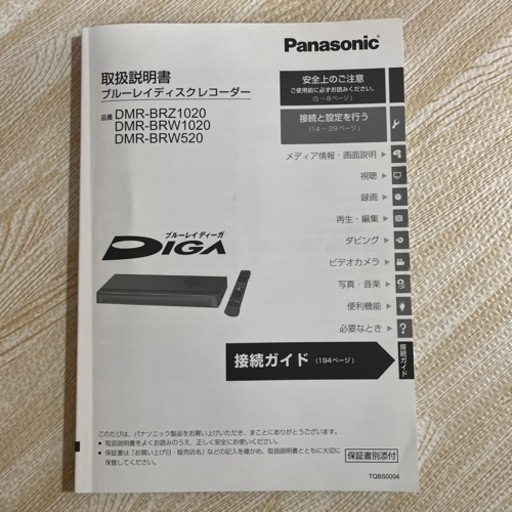 Panasonic
取扱説明書
ブルーレイディスクレコーダー
品番 DMR-BRZ1020
DMR-BRW1020
DMR-BRW520
安全上のご注意
ご使用前に必ずお読みください。
(5～8ページ)
接続と設定を行う
(14～29ページ)
メディア情報・画面説明
視聴
録画
再生・編集
ダビング
ビデオカメラ
写真・音楽
便利機能
必要なとき
?
ブルーレイディーガ
DIGA
接続ガイド (194ページ)
接続ガイド
このたびは、パナソニック製品をお買い上げいただき、まことにありがとうございます。
● 取扱説明書をよくお読みのうえ、正しく安全にお使いください。
● 保証書は「お買い上げ日・販売店名」などの記入を確かめ、取扱説明書とともに大切に
保管してください。
保証書別添付
TQBS0004